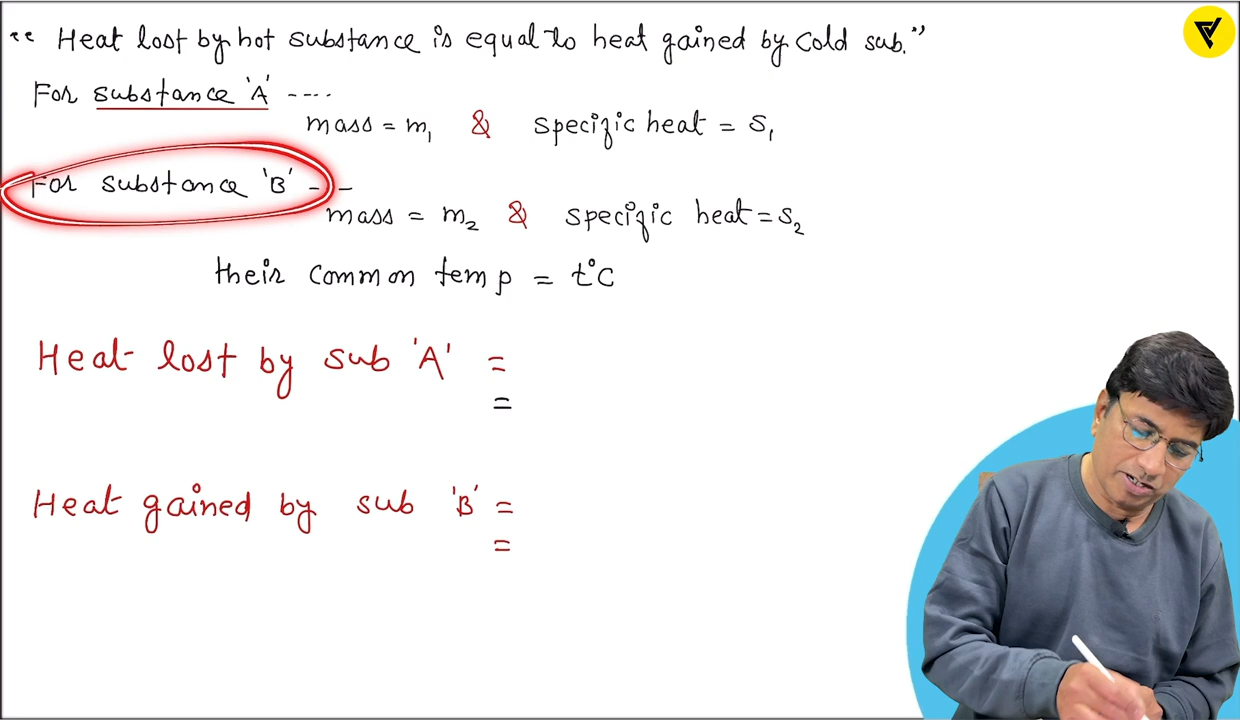 “ Heat lost by hot substance is equal to heat gained by cold sub.”
For substance 'A' ----
mass = m₁ & specific heat = S₁
For substance 'B' ---
mass = m₂ & specific heat = S₂
their common temp = t°C
Heat lost by sub 'A' =
=
Heat gained by sub 'B' =
=